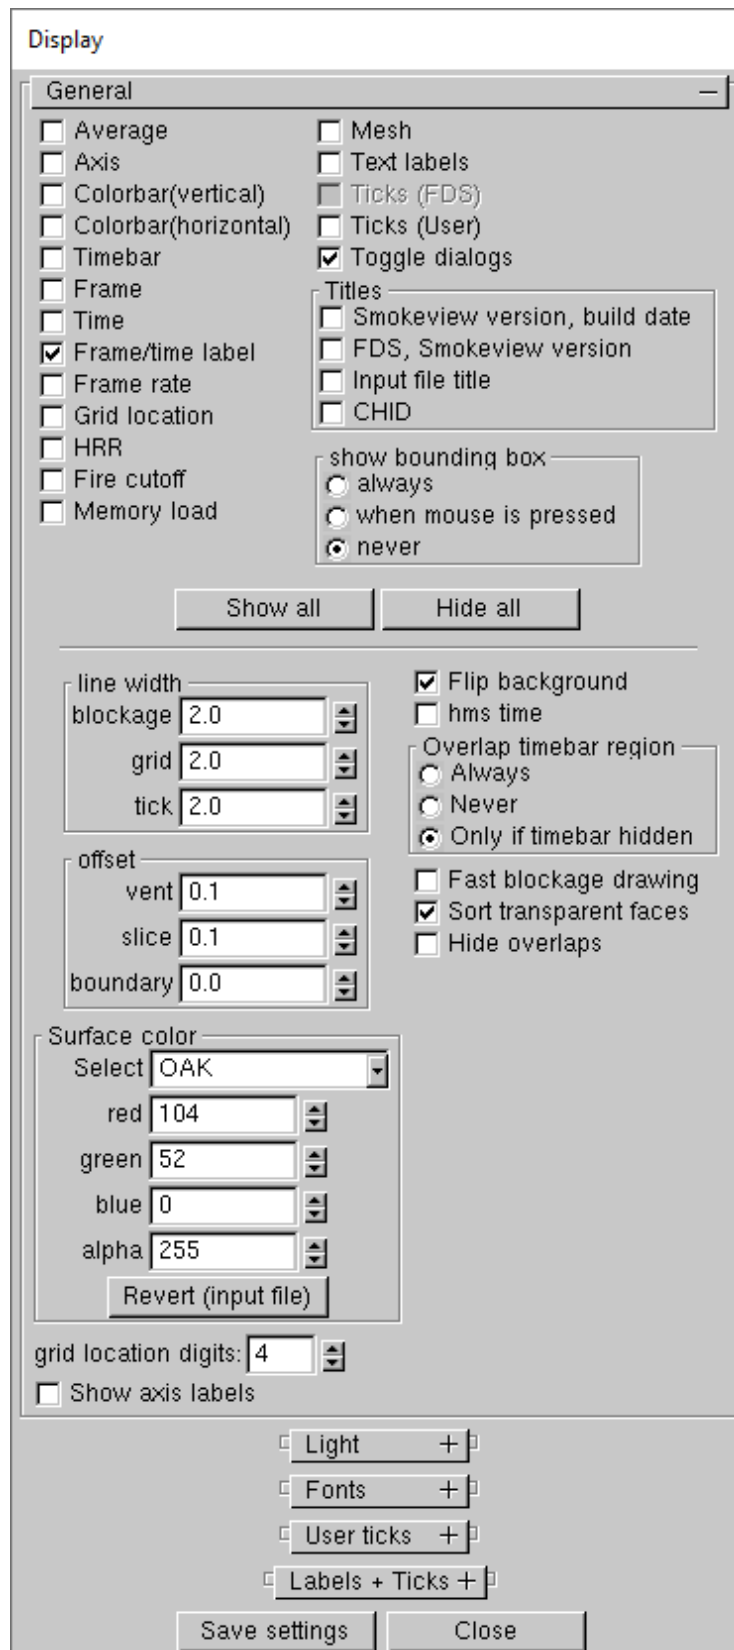 Display
General
Average
Axis
Colorbar(vertical)
Colorbar(horizontal)
Timebar
Frame
Time
Frame/time label
Frame rate
Grid location
HRR
Fire cutoff
Memory load
Mesh
Text labels
Ticks (FDS)
Ticks (User)
Toggle dialogs
Titles
Smokeview version, build date
FDS, Smokeview version
Input file title
CHID
show bounding box
always
when mouse is pressed
never
Show all
Hide all
line width
blockage 2.0
grid 2.0
tick 2.0
offset
vent 0.1
slice 0.1
boundary 0.0
Flip background
hms time
Overlap timebar region
Always
Never
Only if timebar hidden
Fast blockage drawing
Sort transparent faces
Hide overlaps
Surface color
Select OAK
red 104
green 52
blue 0
alpha 255
Revert (input file)
grid location digits: 4
Show axis labels
Light +
Fonts +
User ticks +
Labels + Ticks +
Save settings
Close